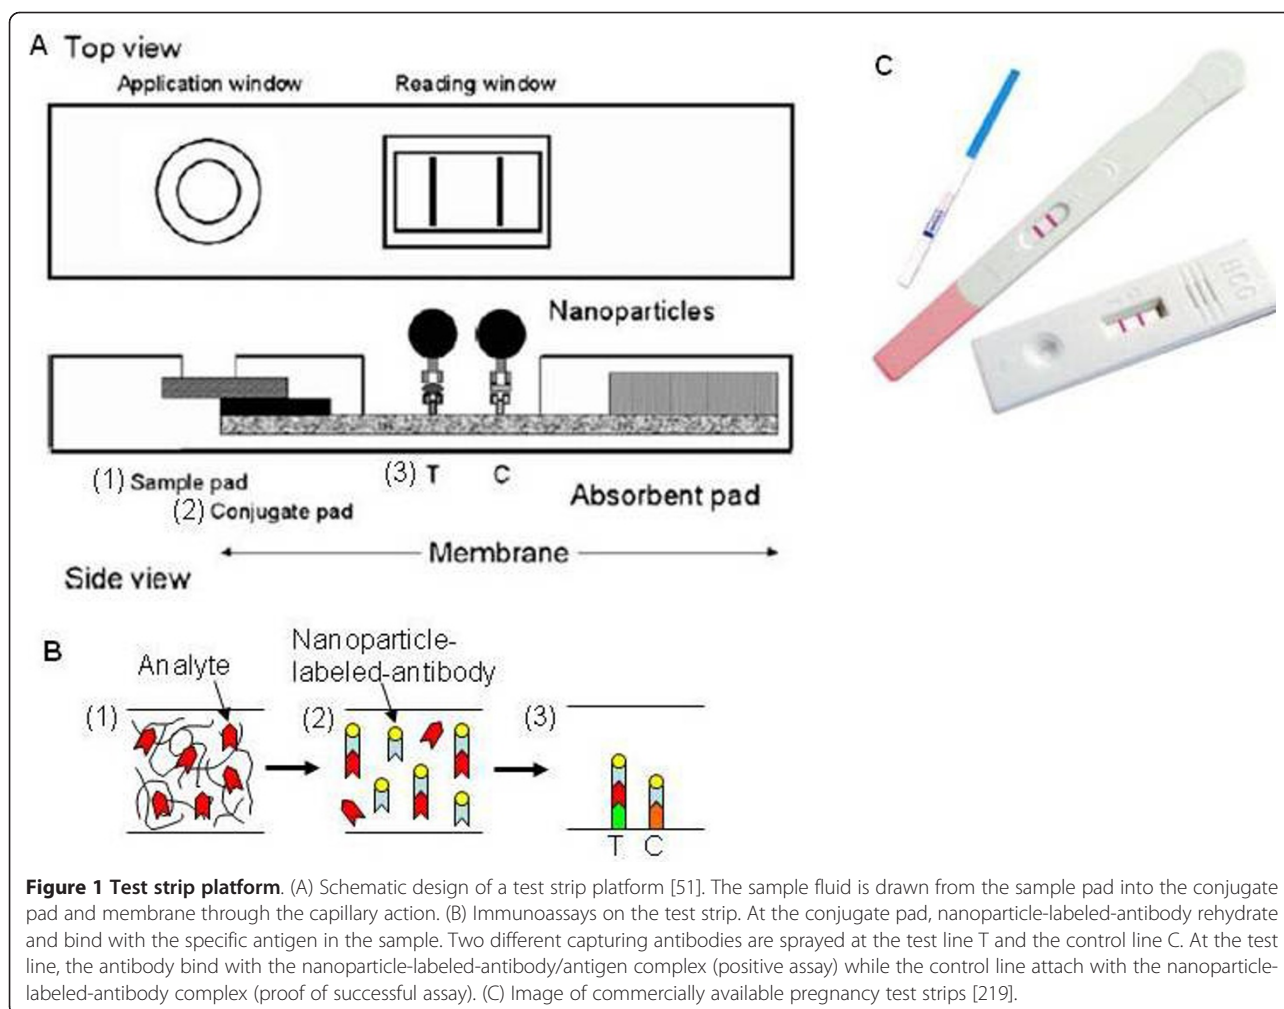 A Top view
Application window
Reading window
Nanoparticles
(1) Sample pad
(2) Conjugate pad
(3) T C
Absorbent pad
Membrane
Side view
B
Analyte
Nanoparticle-
labeled-antibody
(1)
(2)
(3)
T C
C
HCG
Figure 1 Test strip platform. (A) Schematic design of a test strip platform [51]. The sample fluid is drawn from the sample pad into the conjugate
pad and membrane through the capillary action. (B) Immunoassays on the test strip. At the conjugate pad, nanoparticle-labeled-antibody rehydrate
and bind with the specific antigen in the sample. Two different capturing antibodies are sprayed at the test line T and the control line C. At the test
line, the antibody bind with the nanoparticle-labeled-antibody/antigen complex (positive assay) while the control line attach with the nanoparticle-
labeled-antibody complex (proof of successful assay). (C) Image of commercially available pregnancy test strips [219].